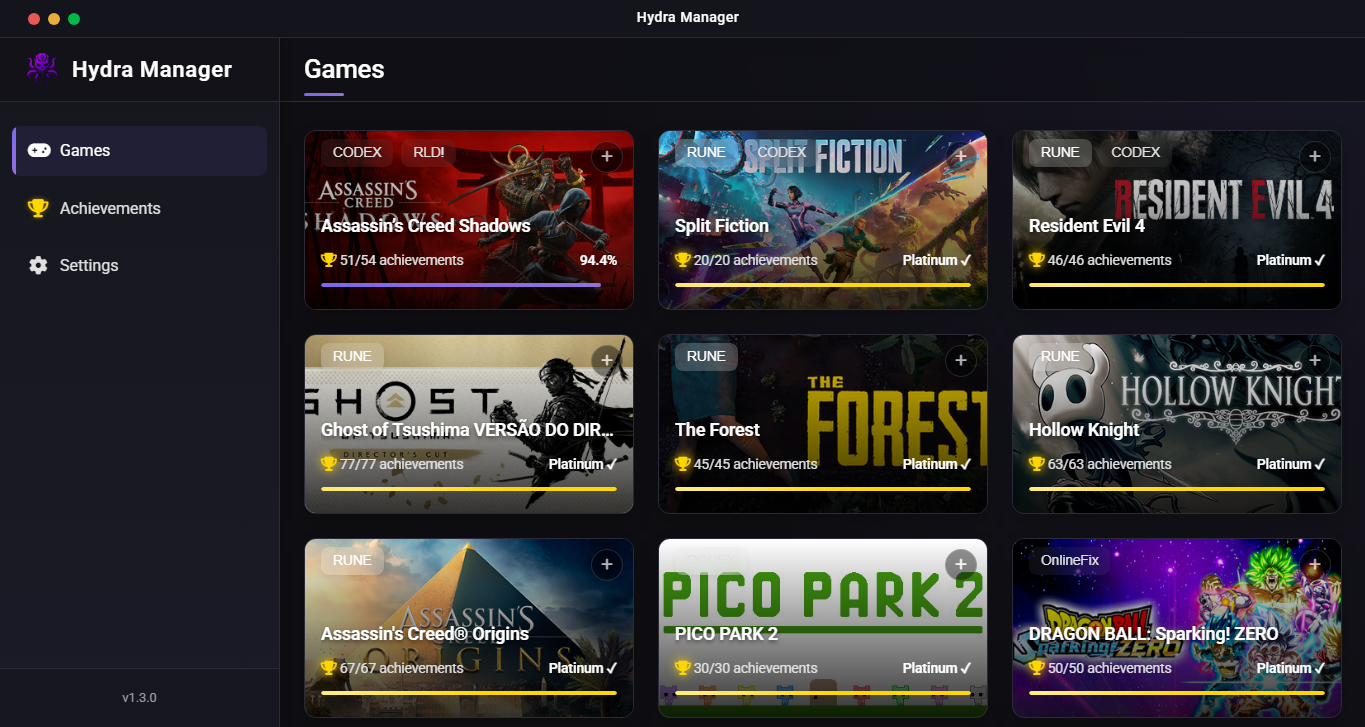 Hydra Manager
Hydra Manager
Games
Achievements
Settings
v1.3.0
Games
CODEX RLD! +
ASSASSIN'S
CREED
SHADOWS
Assassin's Creed Shadows
51/54 achievements 94.4%
RUNE CODEX +
SPLIT FICTION
Split Fiction
20/20 achievements Platinum ✓
RUNE CODEX +
RESIDENT EVIL 4
Resident Evil 4
46/46 achievements Platinum ✓
RUNE +
GHOST
OF TSUSHIMA
DIRECTOR'S CUT
Ghost of Tsushima VERSÃO DO DIR...
77/77 achievements Platinum ✓
RUNE +
THE
FOREST
The Forest
45/45 achievements Platinum ✓
RUNE +
HOLLOW KNIGHT
Hollow Knight
63/63 achievements Platinum ✓
RUNE +
ASSASSIN'S
CREED
ORIGINS
Assassin's Creed® Origins
67/67 achievements Platinum ✓
+
PICO PARK 2
PICO PARK 2
30/30 achievements Platinum ✓
OnlineFix +
DRAGON BALL
Sparking! ZERO
DRAGON BALL: Sparking! ZERO
50/50 achievements Platinum ✓